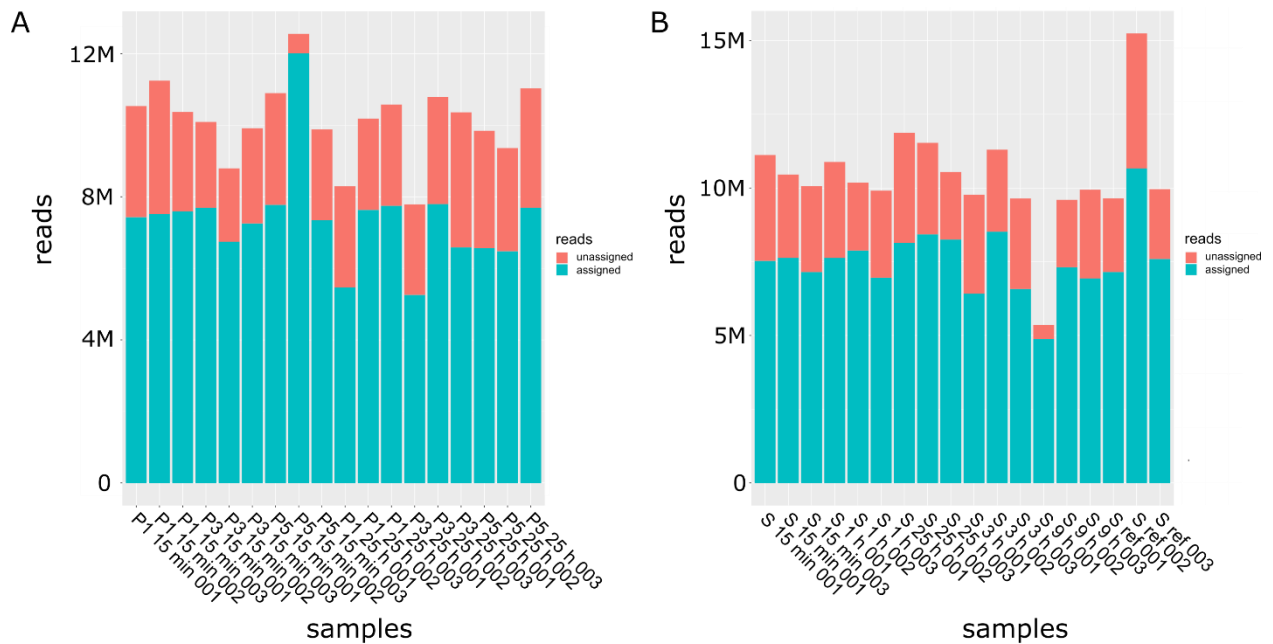 A
12M
8M
4M
0
reads
reads
unassigned
assigned
P1 15 min 001
P1 15 min 002
P1 15 min 003
P3 15 min 001
P3 15 min 002
P3 15 min 003
P5 15 min 001
P5 15 min 002
P5 15 min 003
P1 25 h 001
P1 25 h 002
P1 25 h 003
P3 25 h 001
P3 25 h 002
P3 25 h 003
P5 25 h 001
P5 25 h 002
P5 25 h 003
samples
B
15M
10M
5M
0
reads
reads
unassigned
assigned
S 15 min 001
S 15 min 002
S 15 min 003
S 1 h 001
S 1 h 002
S 1 h 003
S 25 h 001
S 25 h 002
S 25 h 003
S 3 h 001
S 3 h 002
S 3 h 003
S 9 h 001
S 9 h 002
S 9 h 003
S ref 001
S ref 002
S ref 003
samples